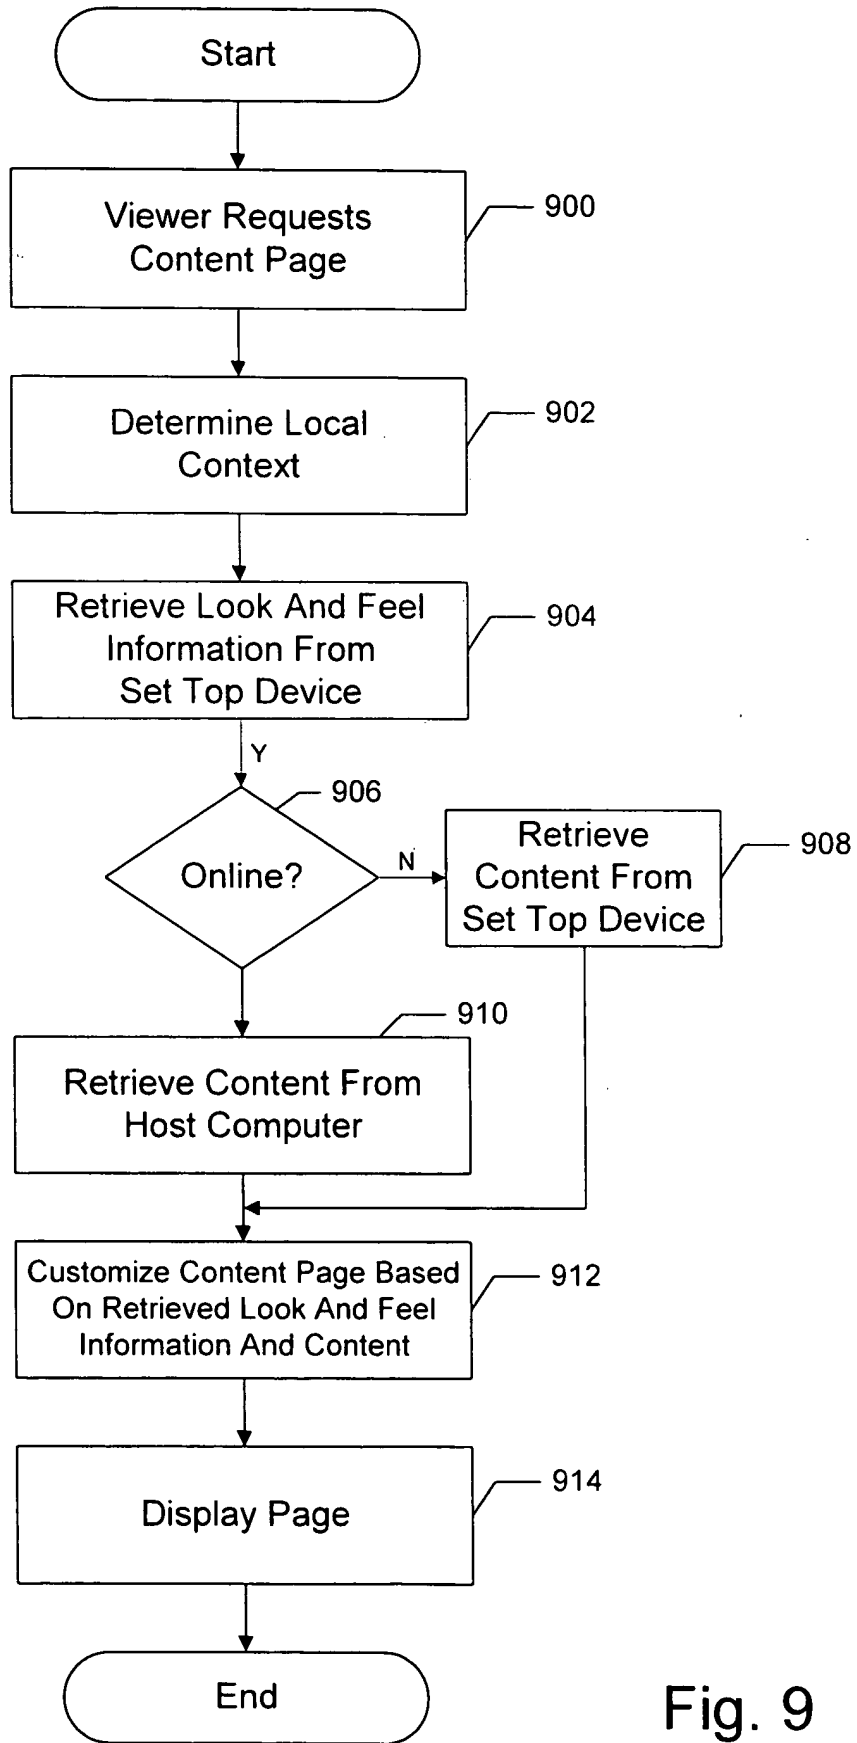 Start
Viewer Requests
Content Page
900
Determine Local
Context
902
Retrieve Look And Feel
Information From
Set Top Device
904
Y
906
Online?
N
Retrieve
Content From
Set Top Device
908
910
Retrieve Content From
Host Computer
Customize Content Page Based
On Retrieved Look And Feel
Information And Content
912
Display Page
914
End
Fig. 9